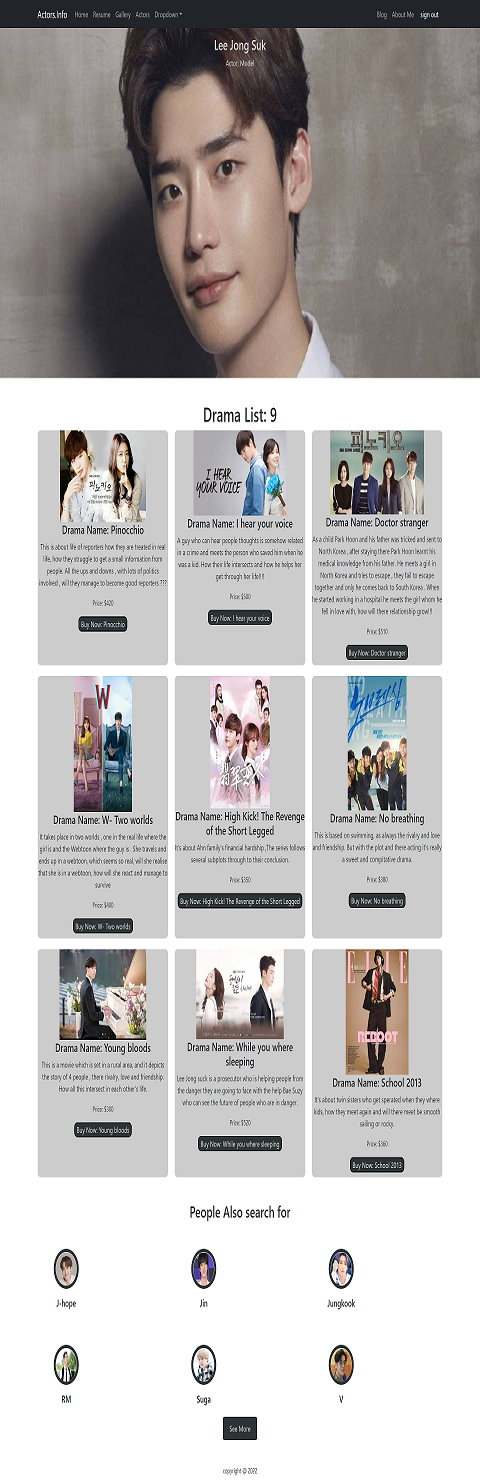 Actors.Info Home Resume Gallery Actors Dropdown Blog About Me sign out
Lee Jong Suk
Actor, Model
Drama List: 9
피노키오
Drama Name: Pinocchio
This is about life of reporters how they are treated in real
life, how they struggle to get a small information from
people. All the ups and downs , with lots of politics
involved , will they manage to become good reporters ???
Price: $420
Buy Now: Pinocchio
I HEAR
YOUR VOICE
Drama Name: I hear your voice
A guy who can hear people thoughts is somehow related
in a crime and meets the person who saved him when he
was a kid. How their life intersects and how he helps her
get through her life!!!
Price: $500
Buy Now: I hear your voice
피노키오
Drama Name: Doctor stranger
As a child Park Hoon and his father was tricked and sent to
North Korea , after staying there Park Hoon learnt his
medical knowledge from his father. He meets a girl in
North Korea and tries to escape , they fail to escape
together and only he comes back to South Korea . When
he started working in a hospital he meets the girl whom he
fell in love with, how will there relationship grow!!!
Price: $510
Buy Now: Doctor stranger
W
Drama Name: W- Two worlds
It takes place in two worlds , one in the real life where the
girl is and the Webtoon where the guy is . She travels and
ends up in a webtoon, which seems so real, will she realise
that she is in a webtoon, how will she react and manage to
survive
Price: $400
Buy Now: W- Two worlds
Drama Name: High Kick! The Revenge
of the Short Legged
It's about Ahn family's financial hardship ,The series follows
several subplots through to their conclusion.
Price: $350
Buy Now: High Kick! The Revenge of the Short Legged
노브레싱
Drama Name: No breathing
This is based on swimming, as always the rivalry and love
and friendship. But with the plot and there acting it's really
a sweet and compitative drama.
Price: $300
Buy Now: No breathing
Drama Name: Young bloods
This is a movie which is set in a rural area, and it depicts
the story of 4 people , there rivalry, love and friendship.
How all this intersect in each other's life.
Price: $300
Buy Now: Young bloods
Drama Name: While you where
sleeping
Lee Jong suck is a prosecutor who is helping people from
the danger they are going to face with the help Bae Suzy
who can see the future of people who are in danger.
Price: $520
Buy Now: While you where sleeping
ELLE
REBOOT
Drama Name: School 2013
It's about twin sisters who get sperated when they where
kids, how they meet again and will there meet be smooth
sailing or rocky.
Price: $360
Buy Now: School 2013
People Also search for
J-hope
Jin
Jungkook
RM
Suga
V
See More
copyright @ 2022